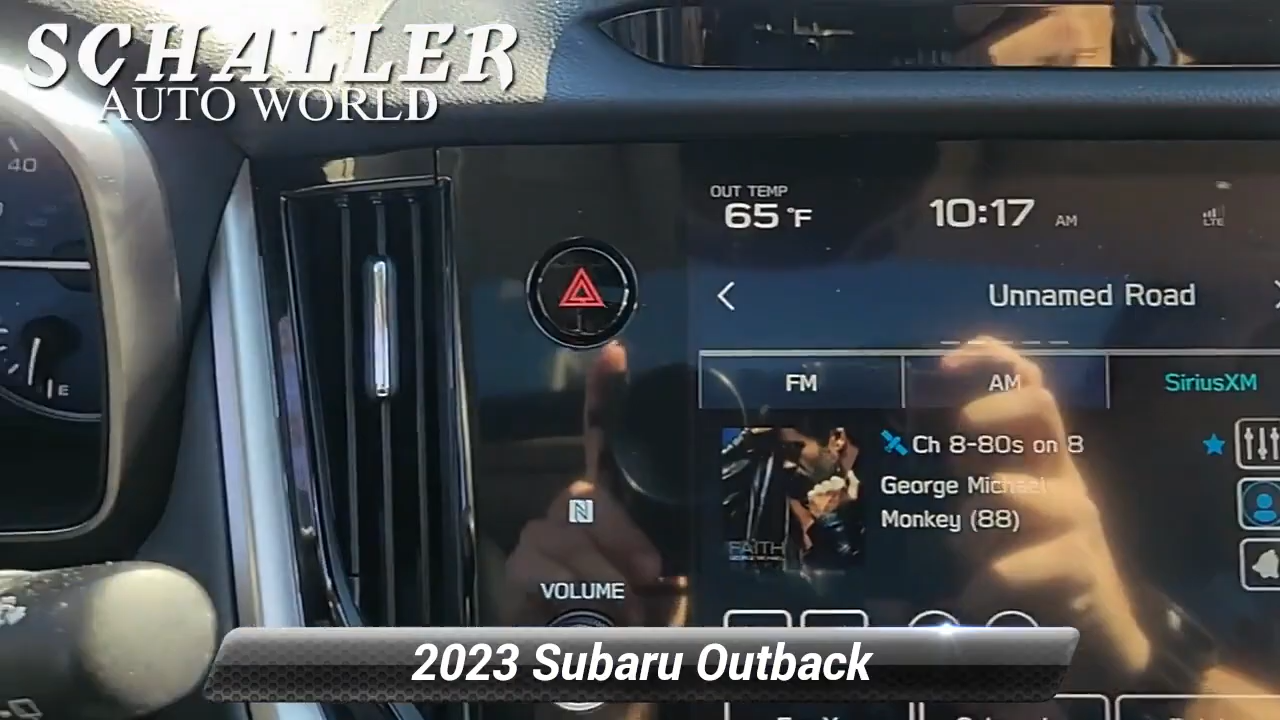 SCHALLER
AUTO WORLD
40
OUT TEMP
65 °F
10:17 AM
LTE
Unnamed Road
FM
AM
SiriusXM
Ch 8-80s on 8
George Michael
Monkey (88)
FAITH
E
N
VOLUME
2023 Subaru Outback